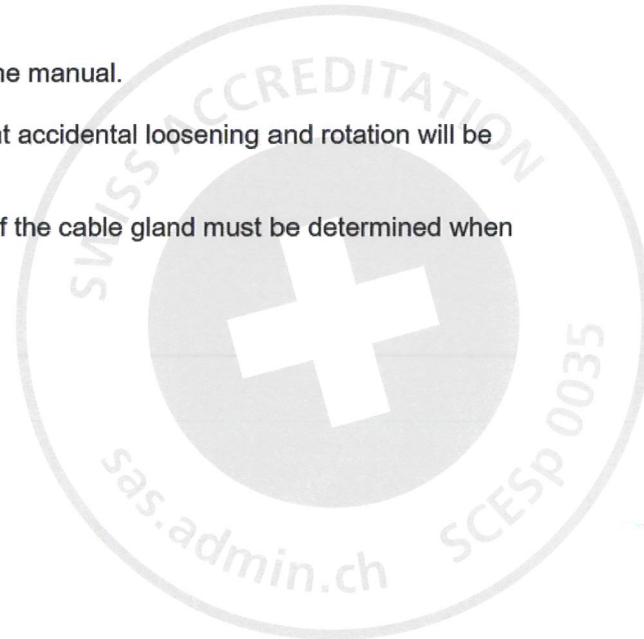 ne manual.
t accidental loosening and rotation will be
f the cable gland must be determined when
SWISS ACCREDITATION
SCESp 0035
sas.admin.ch